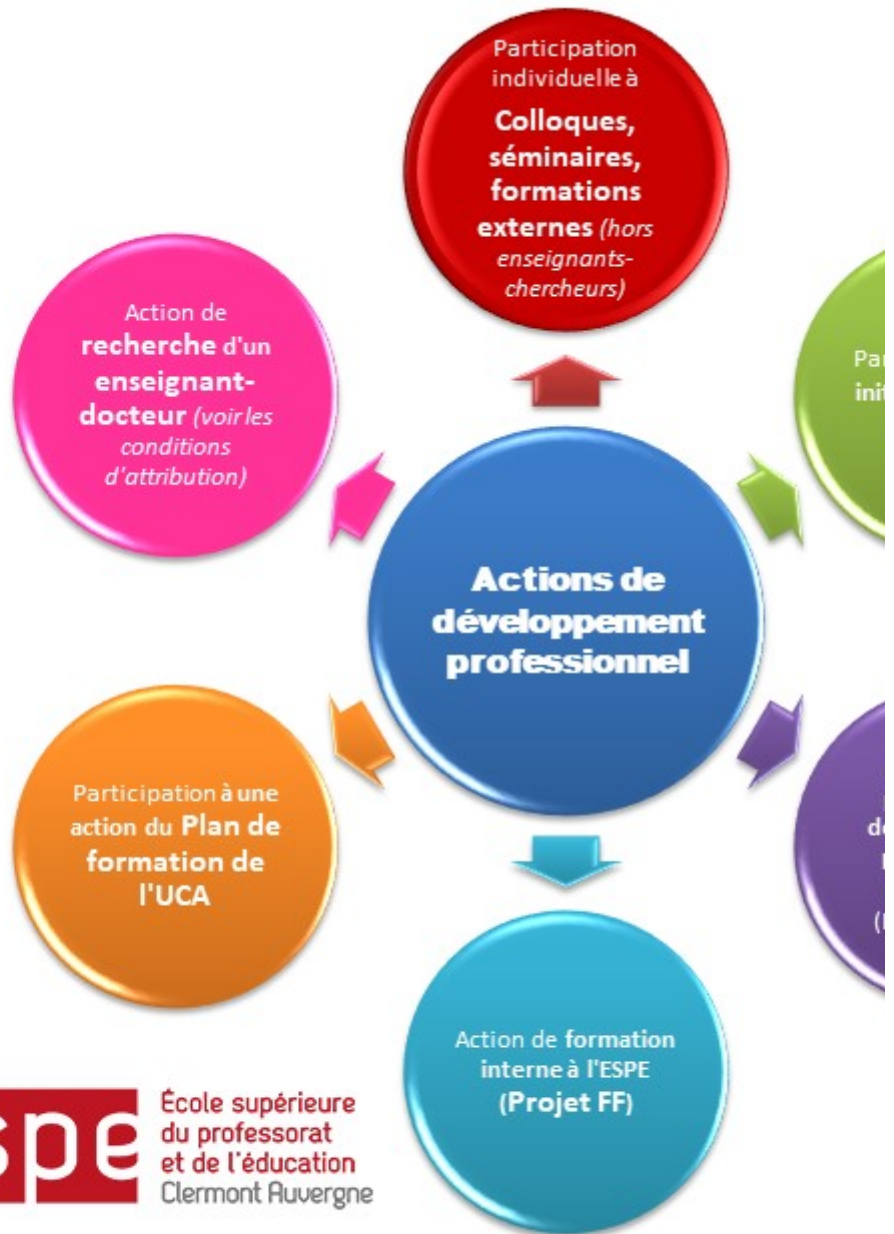 Participation
individuelle à
Colloques,
séminaires,
formations
externes (hors
enseignants-
chercheurs)
Action de
recherche d'un
enseignant-
docteur (voir les
conditions
d'attribution)
Actions de
développement
professionnel
Participation à une
action du Plan de
formation de
l'UCA
Action de formation
interne à l'ESPE
(Projet FF)
spe
École supérieure
du professorat
et de l'éducation
Clermont Auvergne